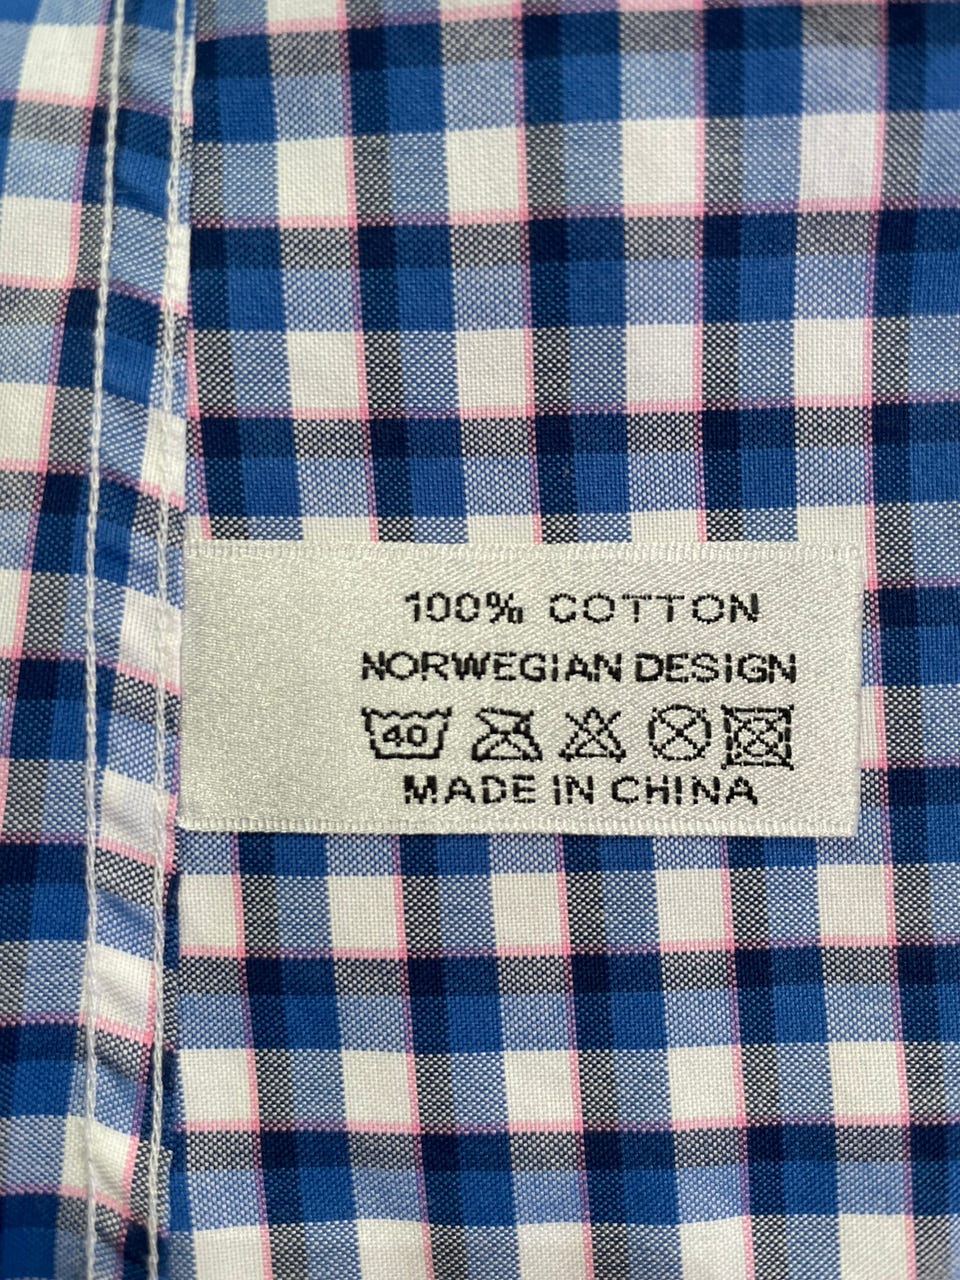 100% COTTON
NORWEGIAN DESIGN
40
MADE IN CHINA